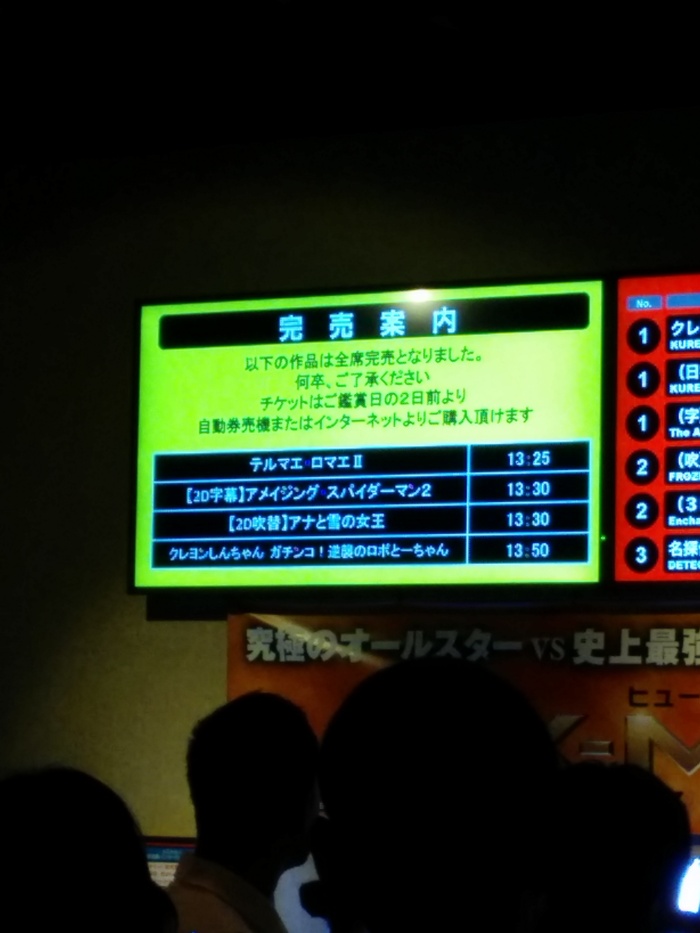 完売案内
以下の作品は全席完売となりました。
何卒、ご了承ください
チケットはご鑑賞日の2日前より
自動券売機またはインターネットよりご購入頂けます
テルマエ・ロマエⅡ 13:25
【2D字幕】アメイジング・スパイダーマン2 13:30
【2D吹替】アナと雪の女王 13:30
クレヨンしんちゃん ガチンコ！逆襲のロボとーちゃん 13:50
No.
1 クレ
KURE
1 (日
KURE
1 (字
The A
2 (吹
FROZ
2 (3
Encha
3 名探
DETEC
究極のオールスター VS 史上最強
ヒュー
X-M